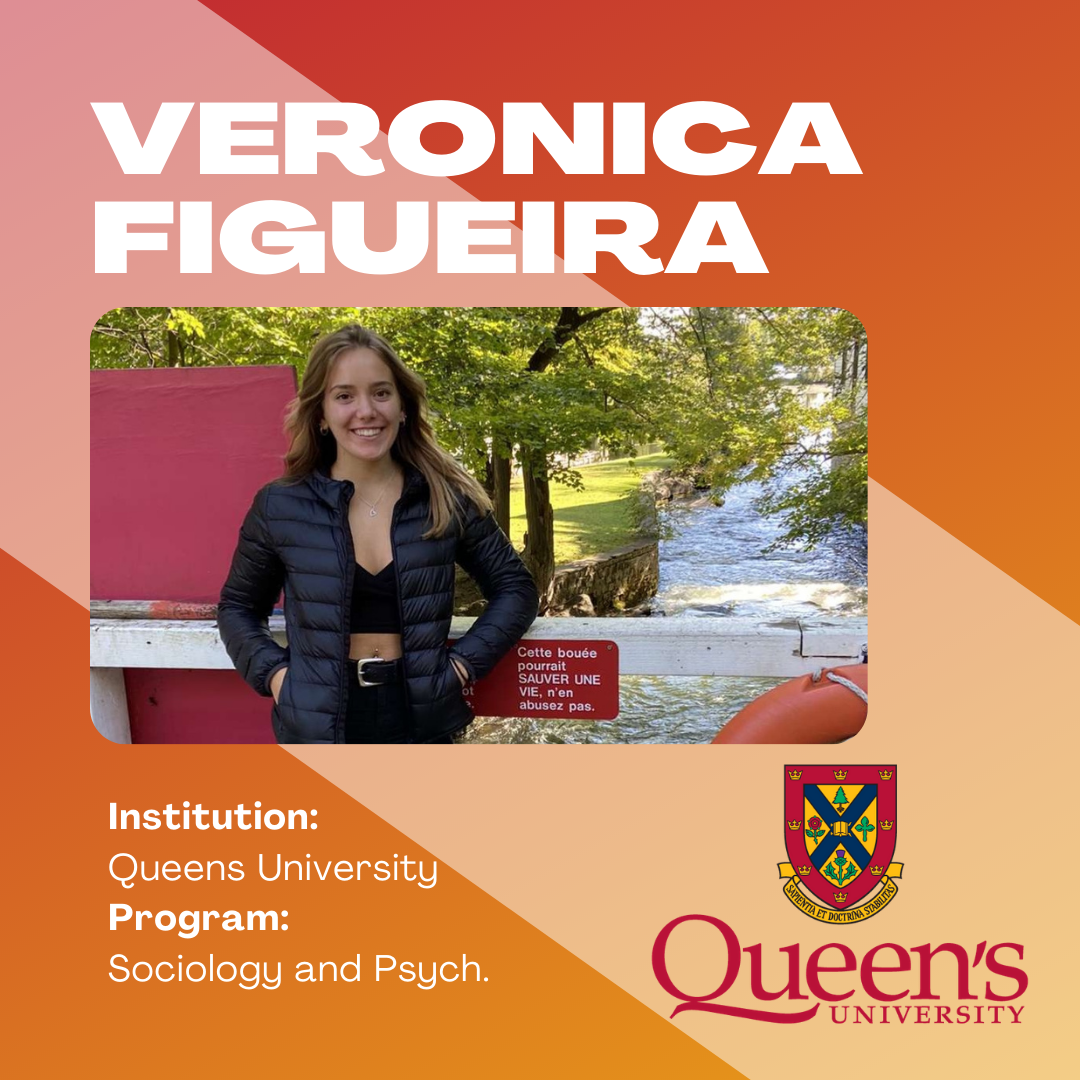 VERONICA
FIGUEIRA
Cette bouée
pourrait
SAUVER UNE
VIE, n'en
abusez pas.
Institution:
Queens University
Program:
Sociology and Psych.
SAPIENTIA ET DOCTRINA STABILITAS
Queen's
UNIVERSITY